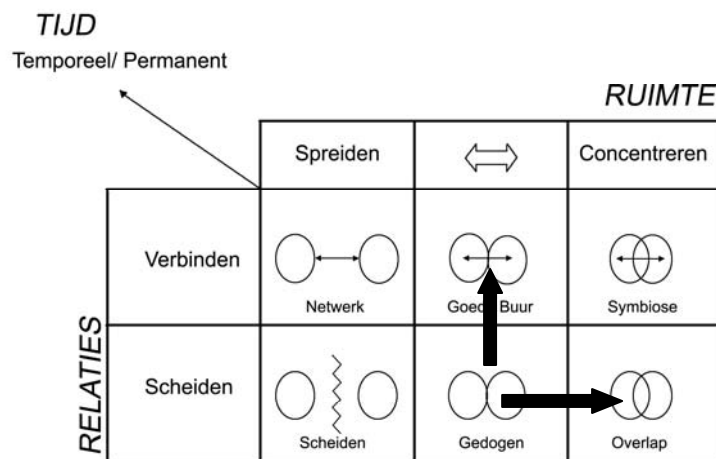 TIJD
Temporeel/ Permanent
RUIMTE
Spreiden
Concentreren
RELATIES
Verbinden
Netwerk
Goede Buur
Symbiose
Scheiden
Scheiden
Gedogen
Overlap